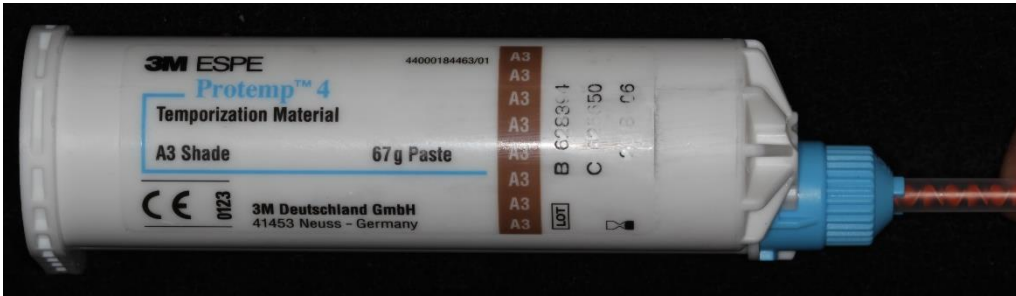 3M ESPE
44000184463/01
Protemp™ 4
Temporization Material
A3 Shade
67g Paste
CE 0123
3M Deutschland GmbH
41453 Neuss - Germany
A3
A3
A3
A3
A3
A3
A3
A3
LOT
B
C
06